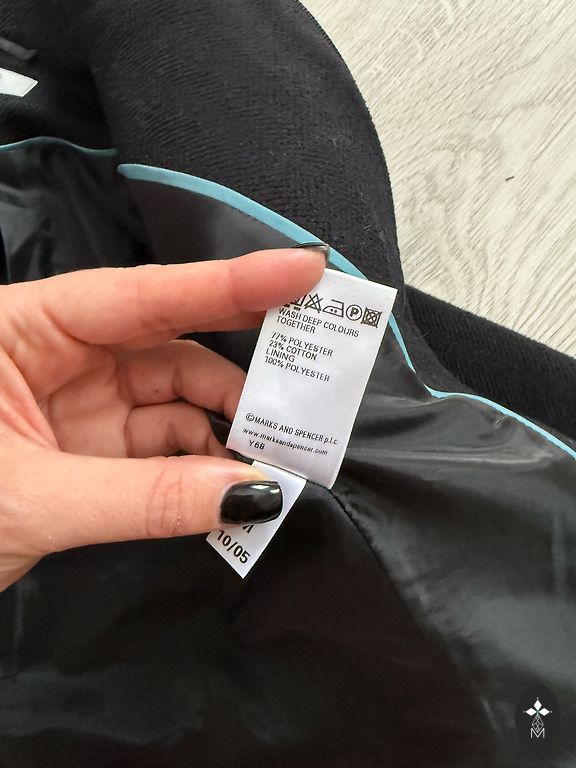 WASH DEEP COLOURS
TOGETHER
77% POLYESTER
23% COTTON
LINING
100% POLYESTER
©MARKS AND SPENCER p.l.c.
www.marksandspencer.com
Y6B
10/05
M